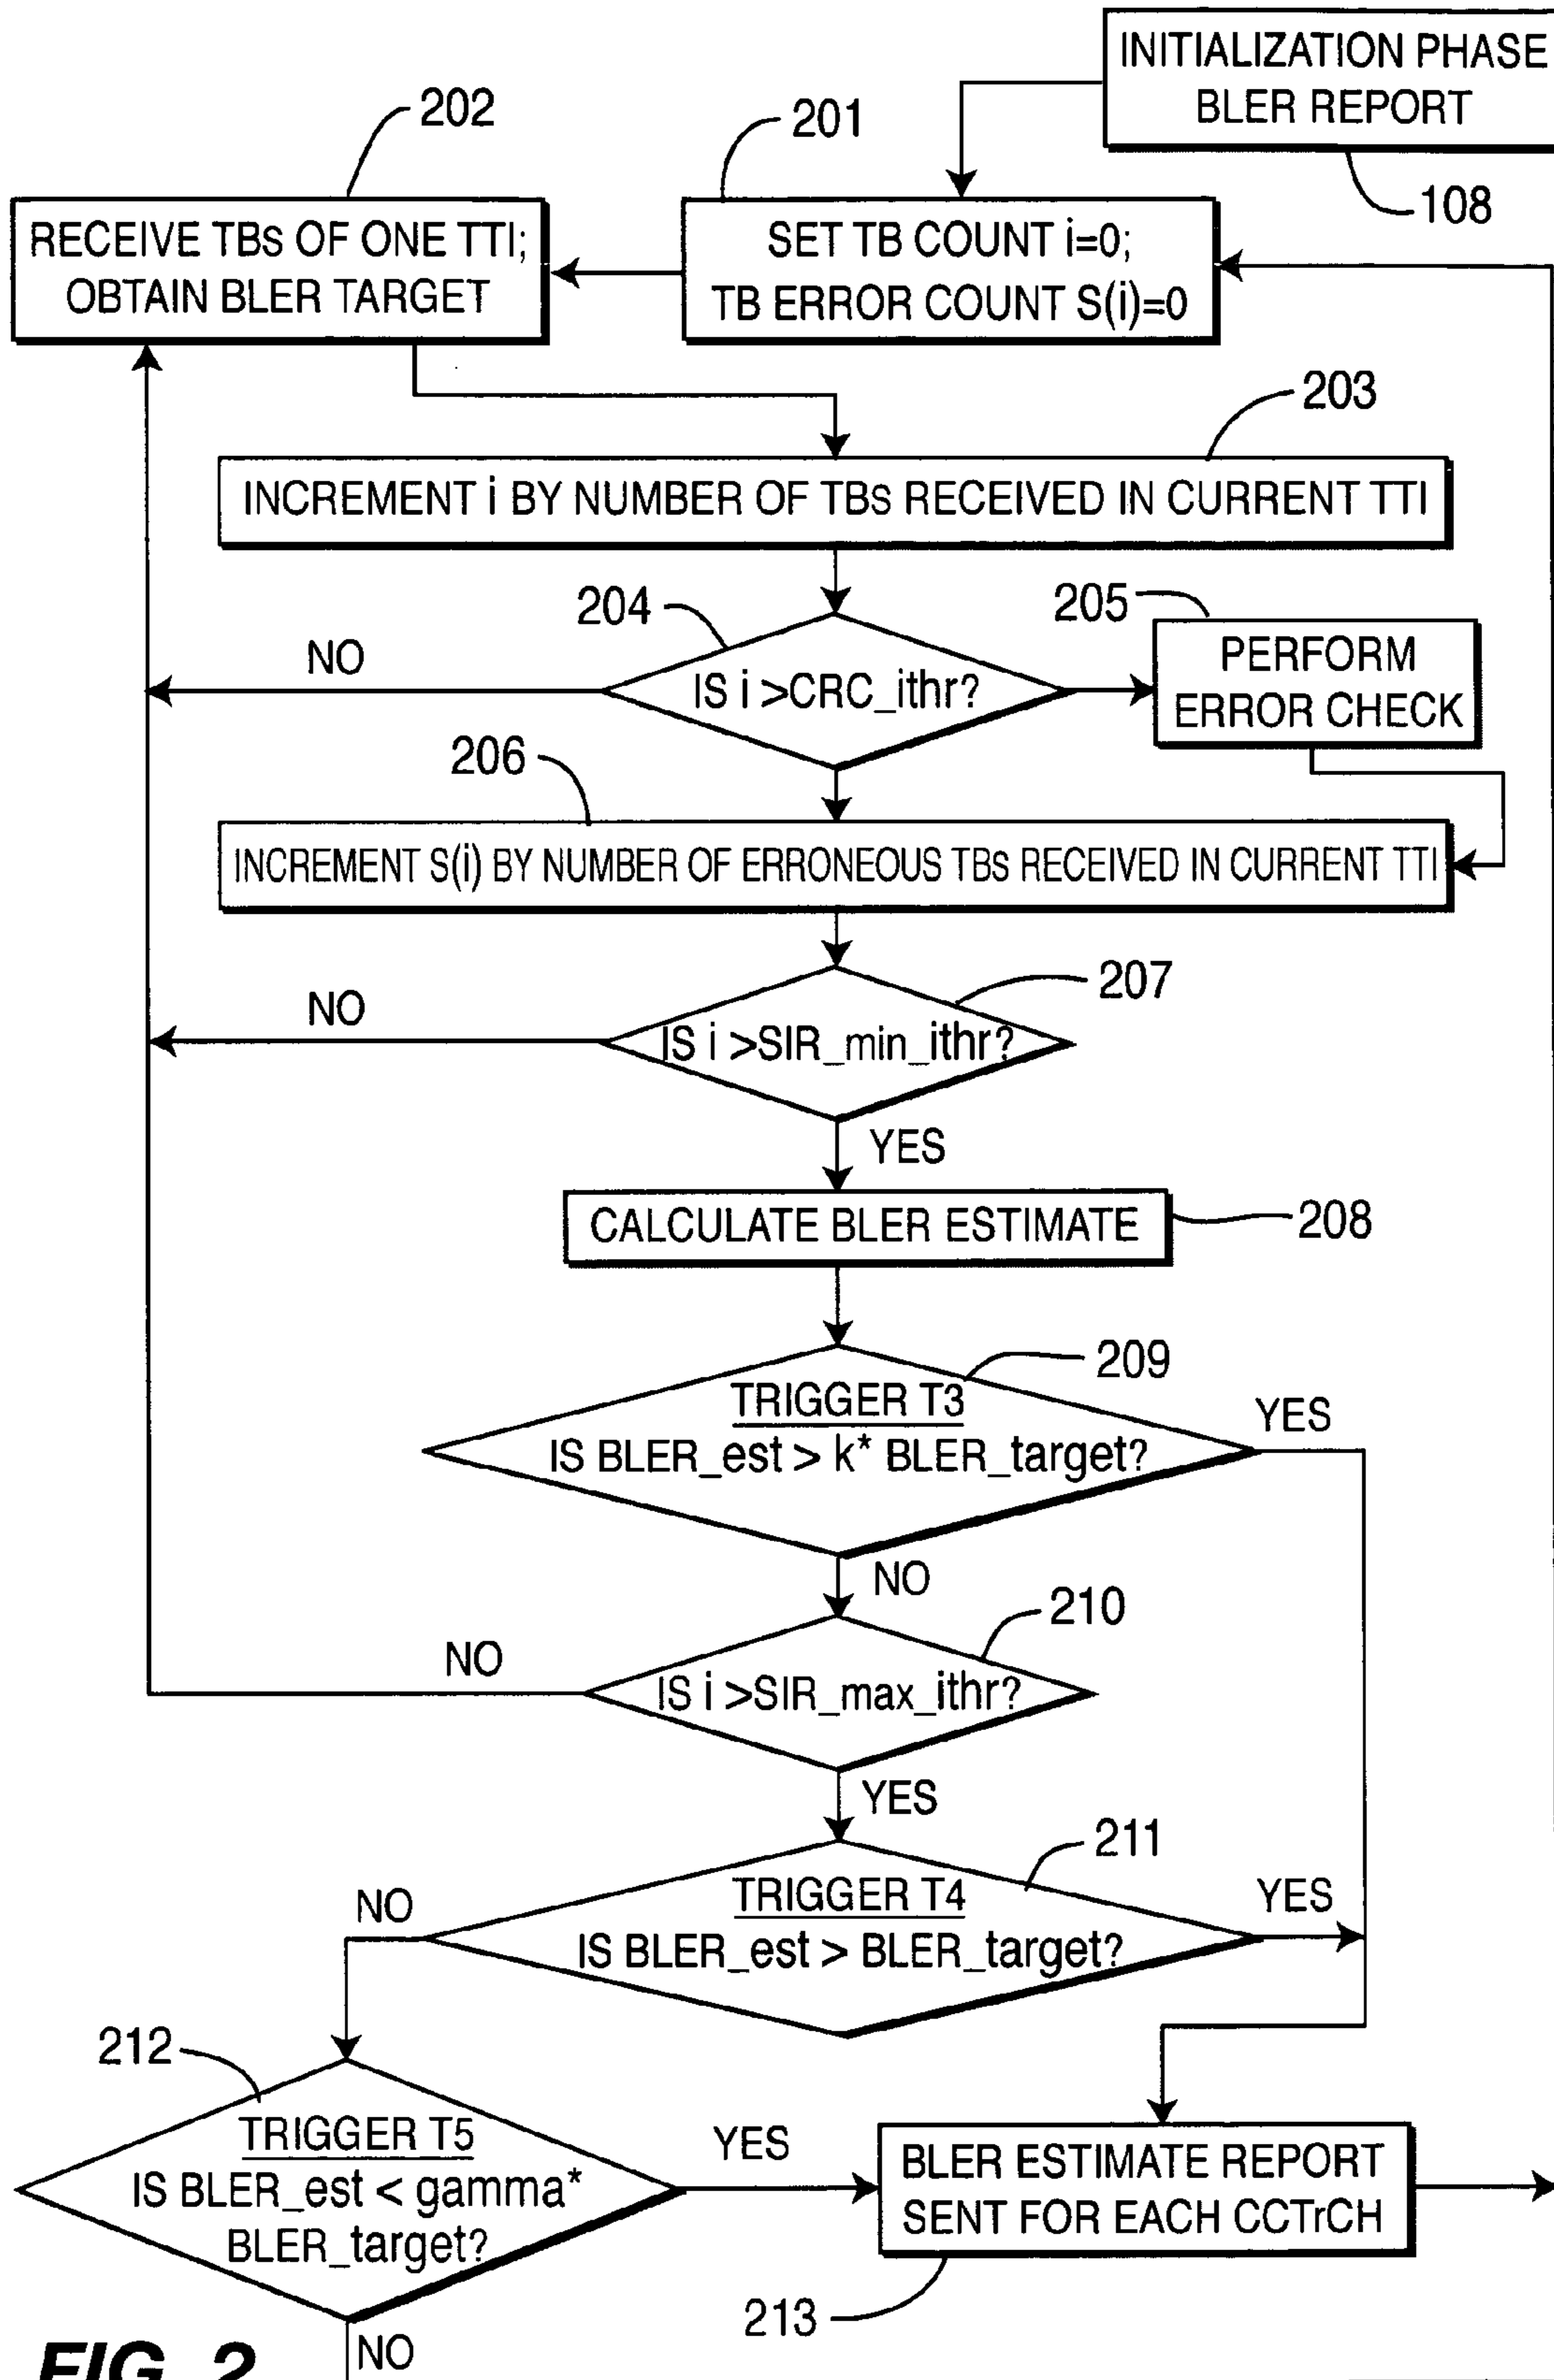 INITIALIZATION PHASE
BLER REPORT
108
202
201
RECEIVE TBs OF ONE TTI;
OBTAIN BLER TARGET
SET TB COUNT i=0;
TB ERROR COUNT S(i)=0
203
INCREMENT i BY NUMBER OF TBs RECEIVED IN CURRENT TTI
204
205
NO
IS i >CRC_ithr?
PERFORM
ERROR CHECK
206
INCREMENT S(i) BY NUMBER OF ERRONEOUS TBs RECEIVED IN CURRENT TTI
207
NO
IS i >SIR_min_ithr?
YES
CALCULATE BLER ESTIMATE
208
209
TRIGGER T3
IS BLER_est > k* BLER_target?
YES
NO
210
NO
IS i >SIR_max_ithr?
YES
211
NO
TRIGGER T4
IS BLER_est > BLER_target?
YES
212
TRIGGER T5
IS BLER_est < gamma*
BLER_target?
YES
BLER ESTIMATE REPORT
SENT FOR EACH CCTrCH
213
NO
FIG. 2